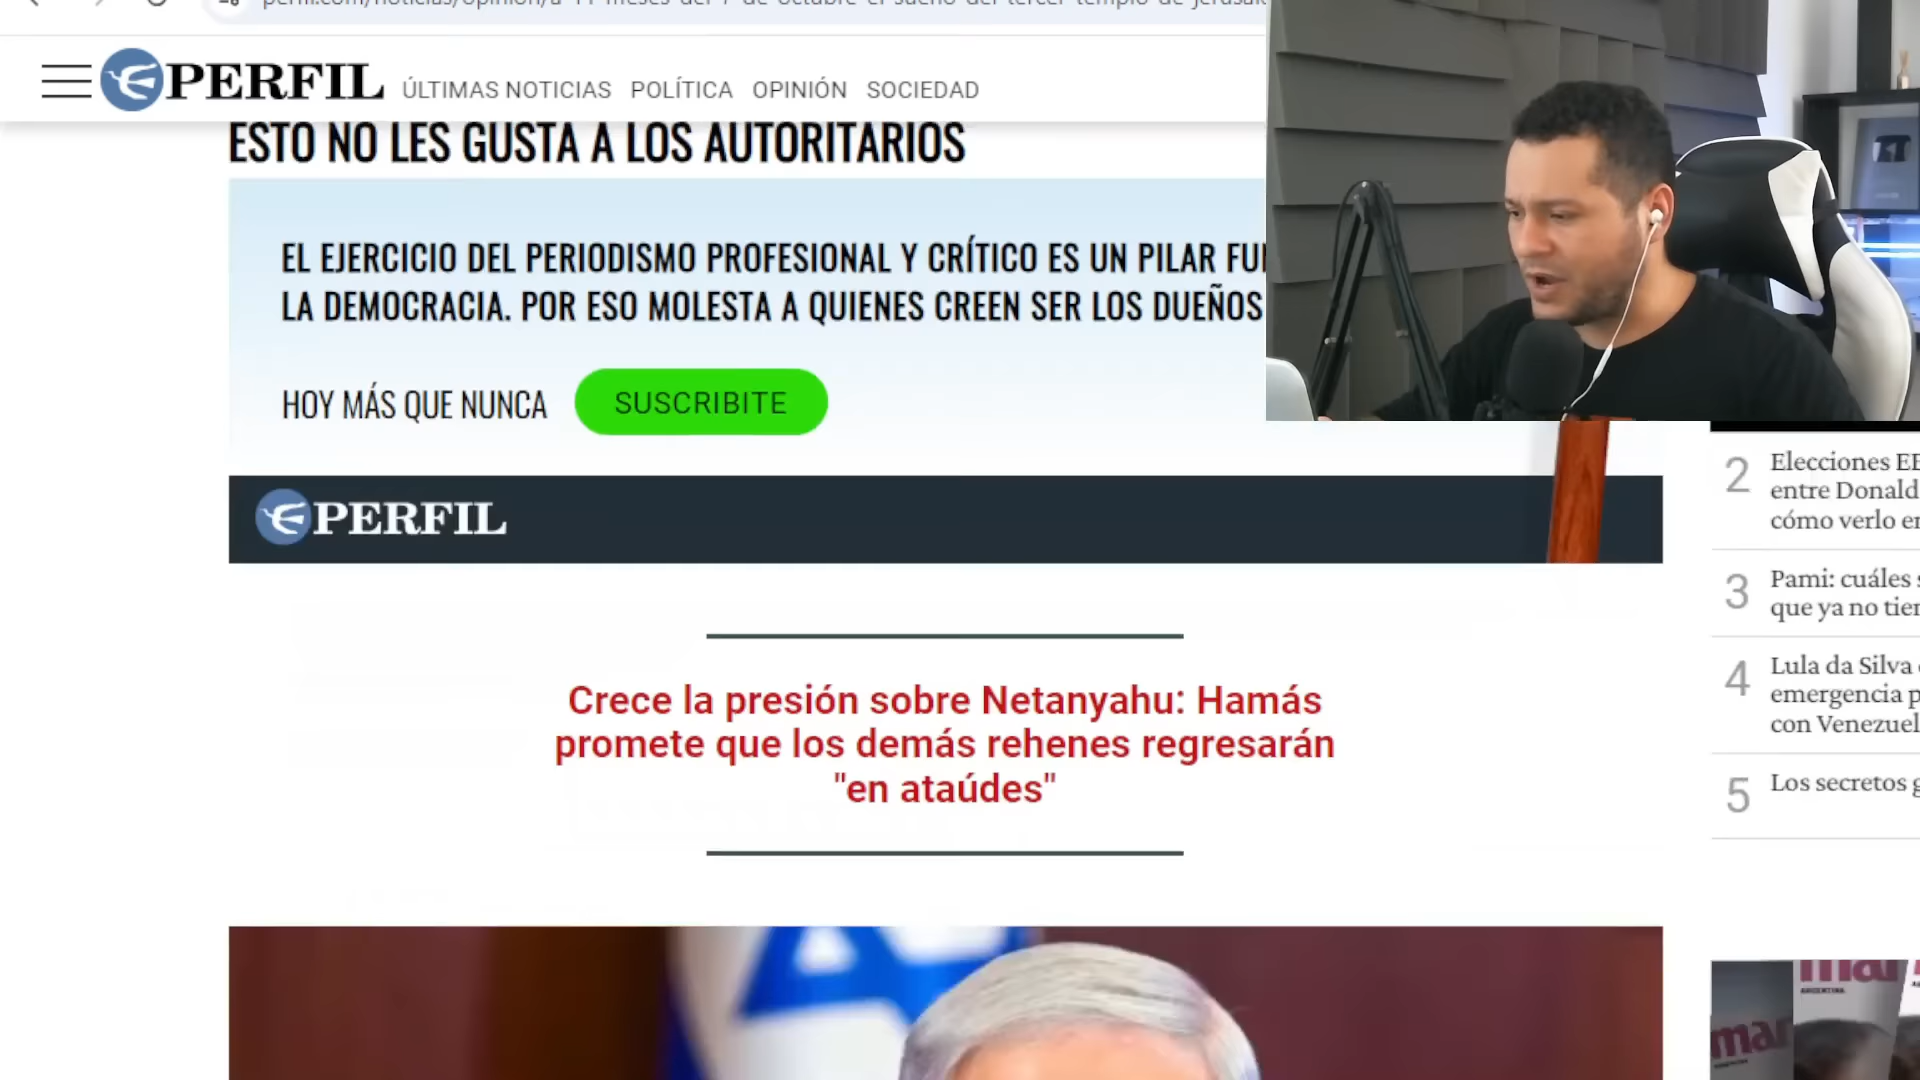 PERFIL ÚLTIMAS NOTICIAS POLÍTICA OPINIÓN SOCIEDAD
ESTO NO LES GUSTA A LOS AUTORITARIOS
EL EJERCICIO DEL PERIODISMO PROFESIONAL Y CRÍTICO ES UN PILAR
LA DEMOCRACIA. POR ESO MOLESTA A QUIENES CREEN SER LOS DUEÑOS
HOY MÁS QUE NUNCA SUSCRIBITE
PERFIL
Crece la presión sobre Netanyahu: Hamás
promete que los demás rehenes regresarán
"en ataúdes"
2 Elecciones
entre Donald
cómo verlo
3 Pami: cuáles
que ya no
4 Lula da Silva
emergencia
con
5 Los secretos
mar
ARGENTINA